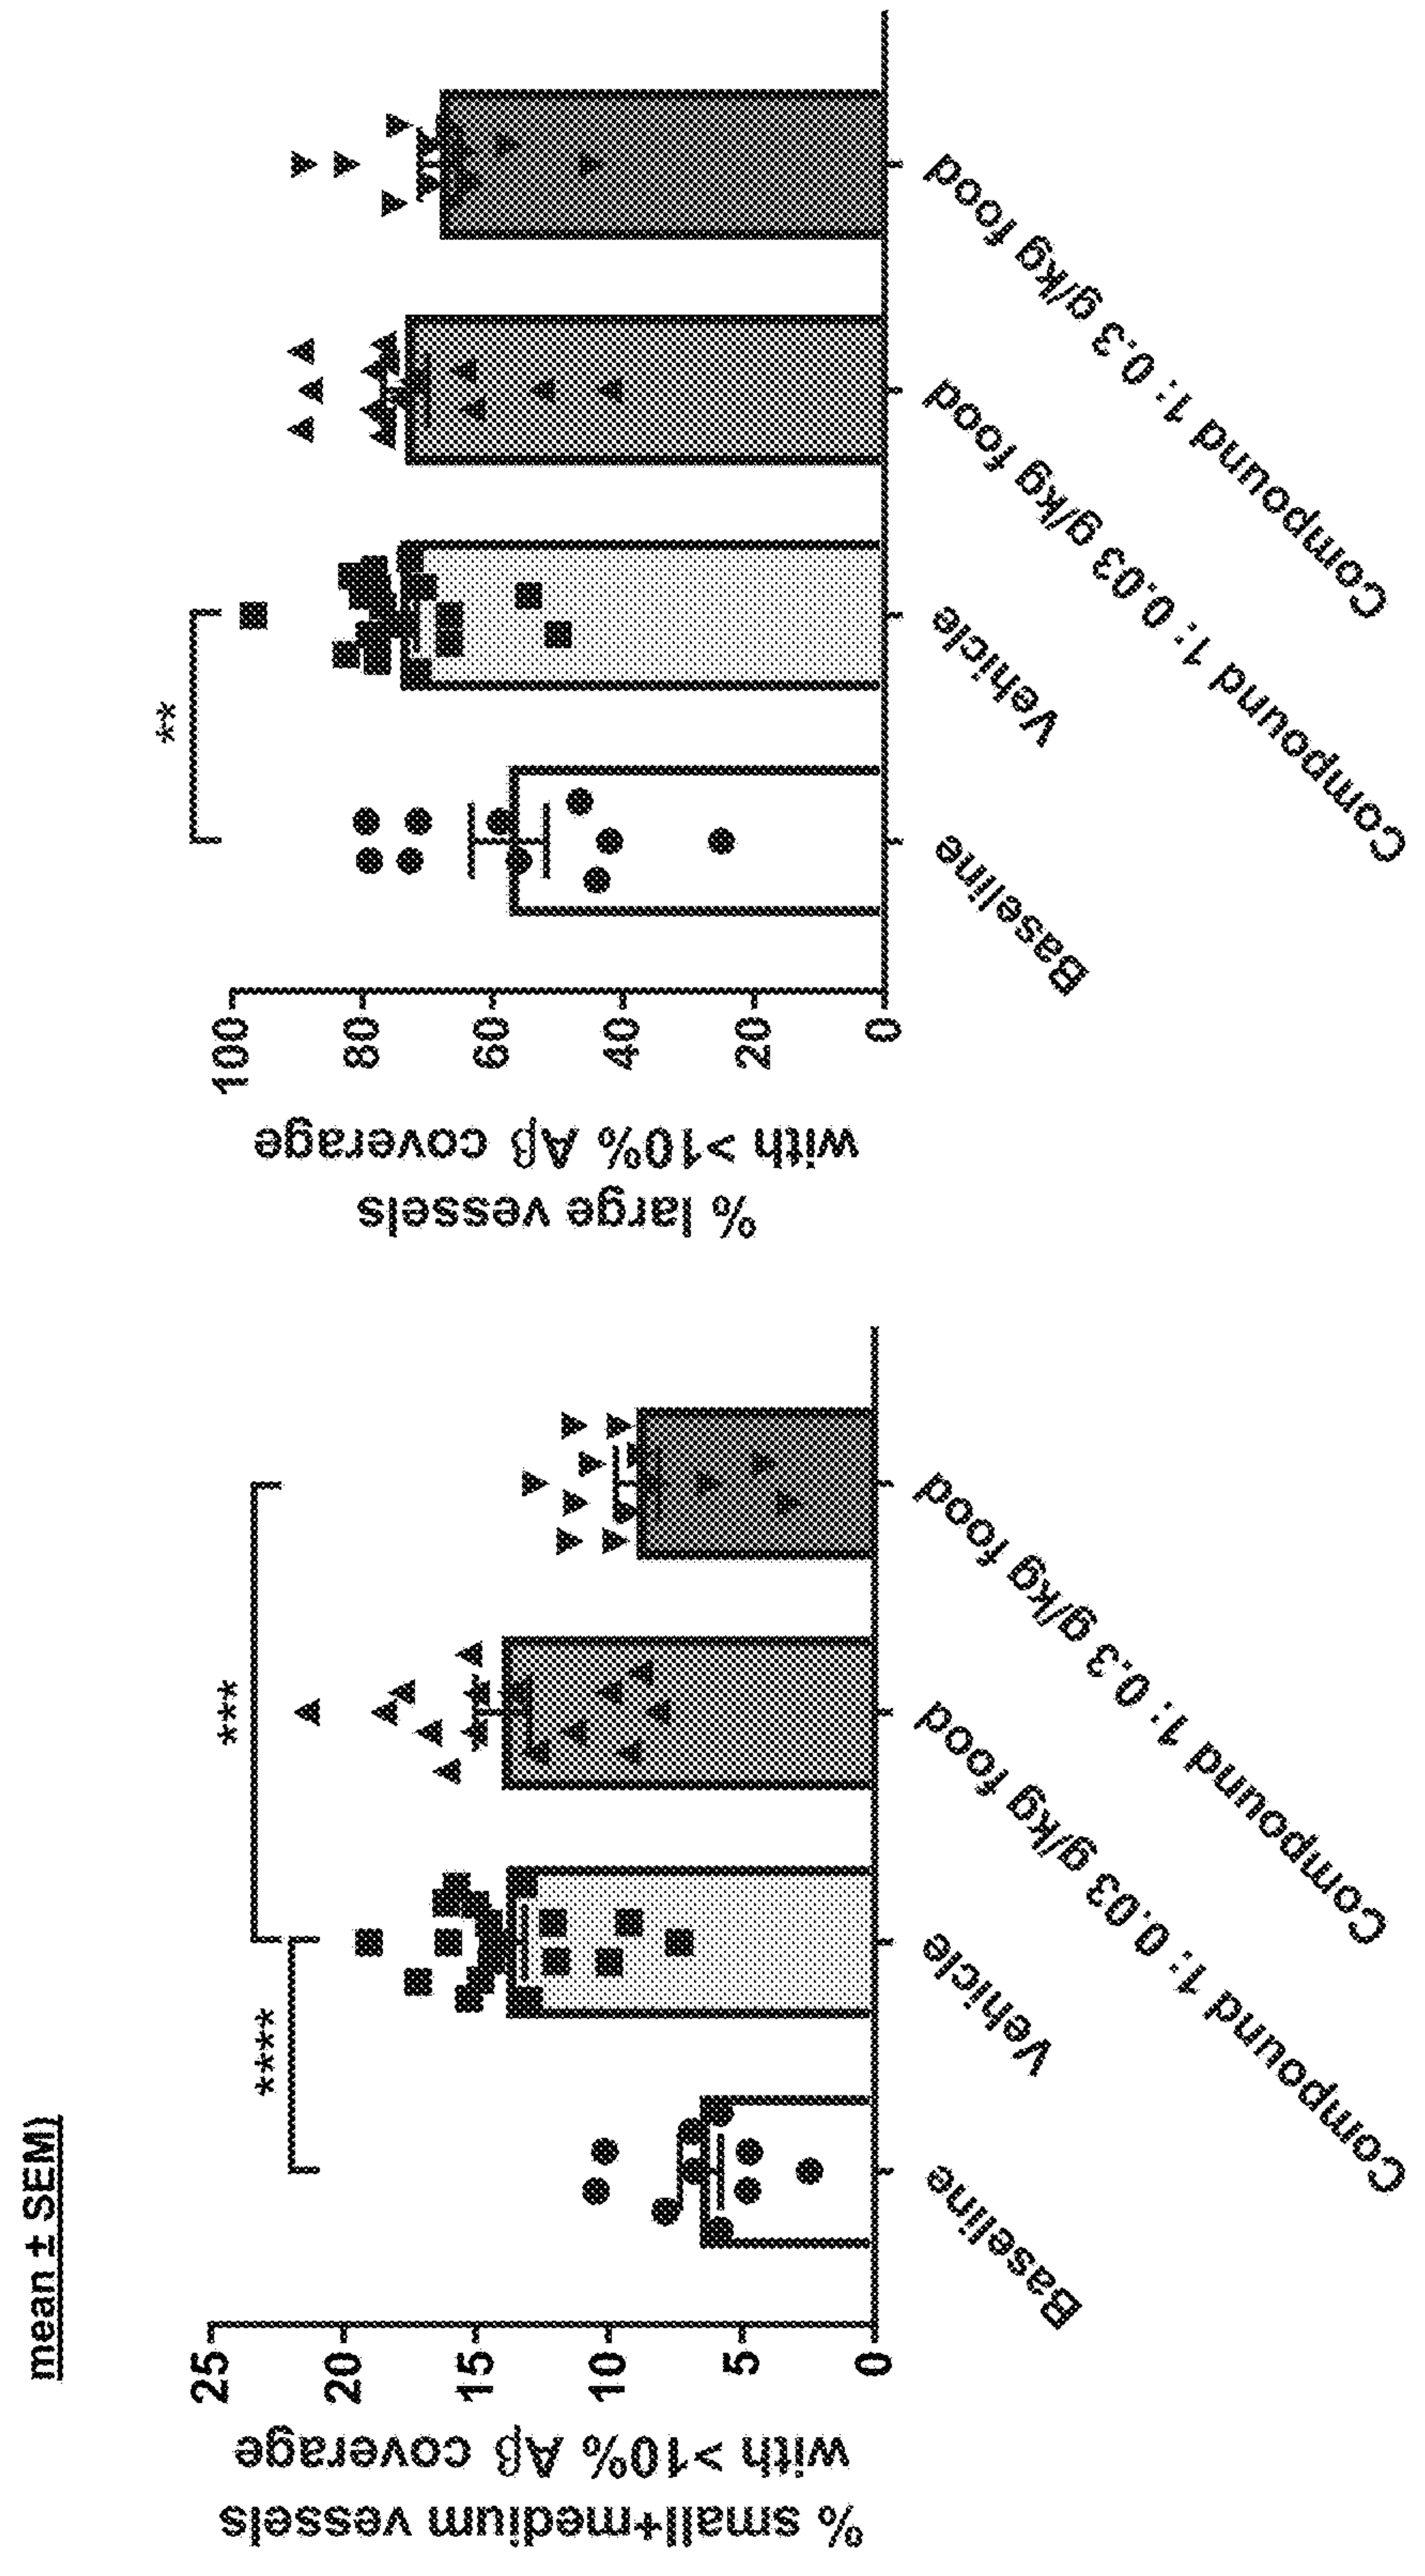 mean ± SEM)
% small+medium vessels
with >10% Aβ coverage
25
20
15
10
5
0
****
***
Baseline
Vehicle
Compound 1: 0.03 g/kg food
Compound 1: 0.3 g/kg food
% large vessels
with >10% Aβ coverage
100
80
60
40
20
0
**
Baseline
Vehicle
Compound 1: 0.03 g/kg food
Compound 1: 0.3 g/kg food